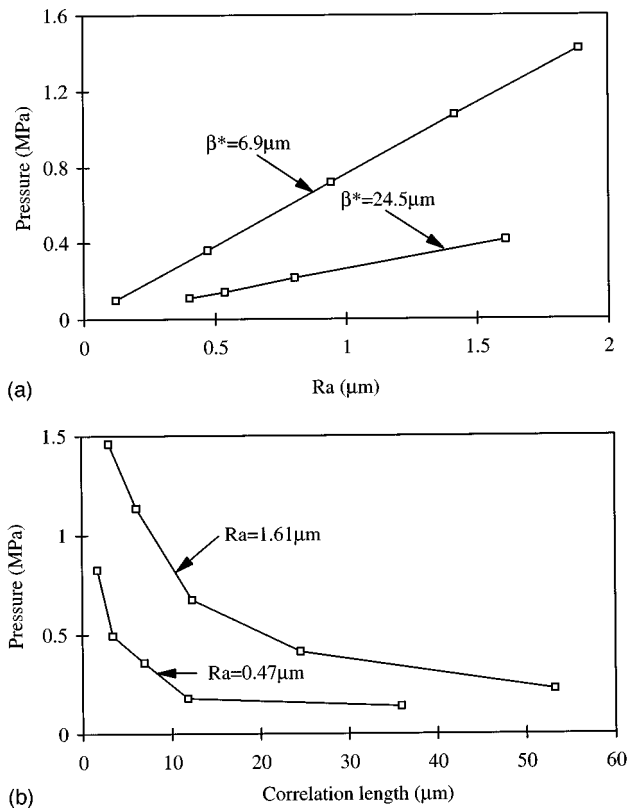 1.6
1.2
0.8
0.4
0
Pressure (MPa)
β*=6.9μm
β*=24.5μm
0
0.5
1
1.5
2
Ra (μm)
(a)
1.5
1
0.5
0
Pressure (MPa)
Ra=1.61μm
Ra=0.47μm
0
10
20
30
40
50
60
Correlation length (μm)
(b)